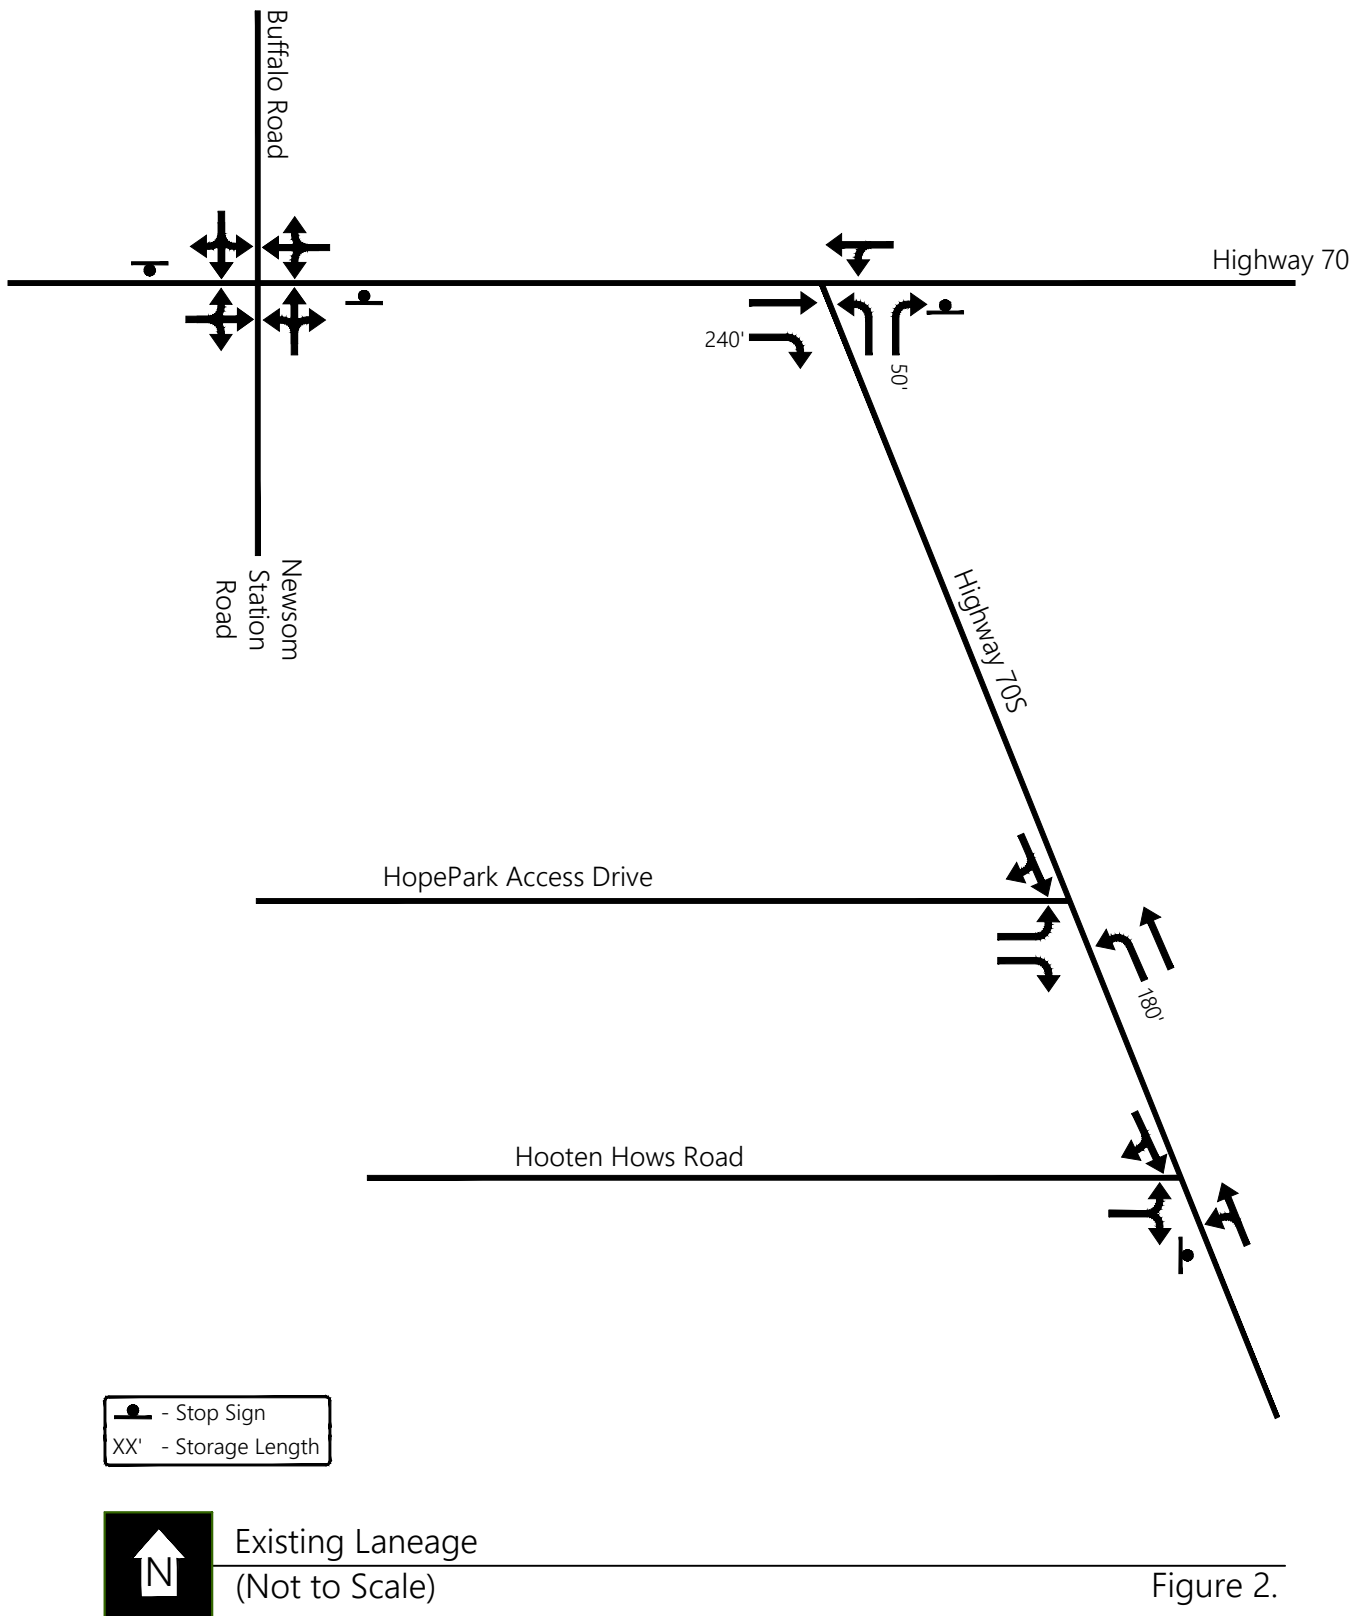 Buffalo Road
Highway 70
240'
50'
Newsom
Station
Road
Highway 70S
HopePark Access Drive
180'
Hooten Hows Road
- Stop Sign
XX' - Storage Length
N
Existing Laneage
(Not to Scale)
Figure 2.